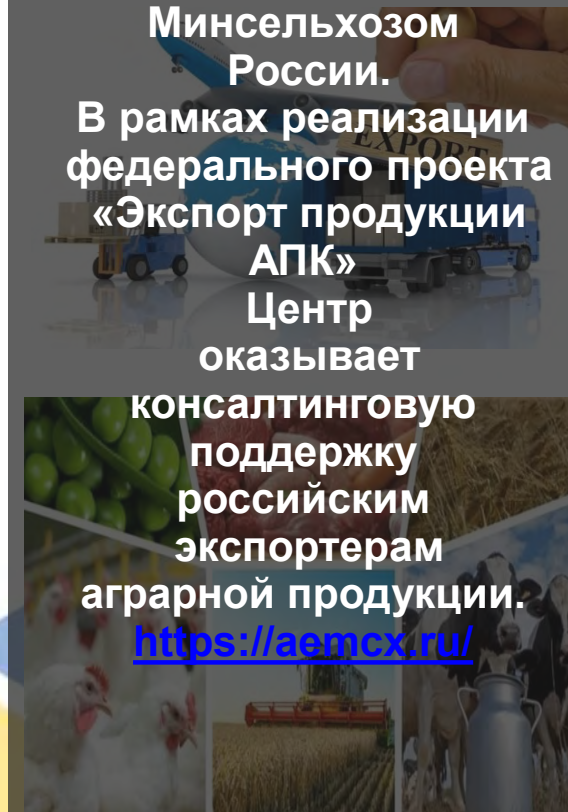 Минсельхозом
России.
В рамках реализации
федерального проекта
«Экспорт продукции
АПК»
Центр
оказывает
консалтинговую
поддержку
российским
экспортерам
аграрной продукции.
https://aemcx.ru/
EXPORT